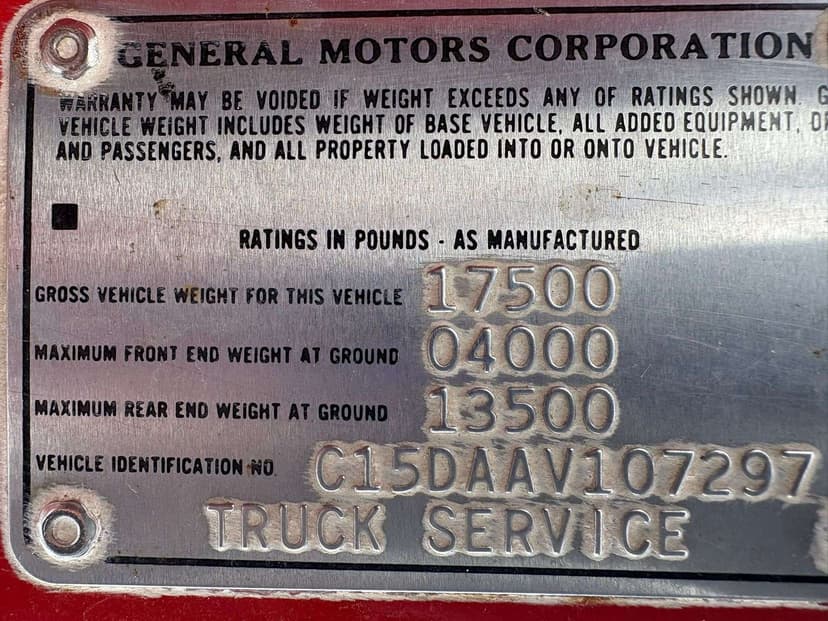 GENERAL MOTORS CORPORATION
WARRANTY MAY BE VOIDED IF WEIGHT EXCEEDS ANY OF RATINGS SHOWN.
VEHICLE WEIGHT INCLUDES WEIGHT OF BASE VEHICLE, ALL ADDED EQUIPMENT,
AND PASSENGERS, AND ALL PROPERTY LOADED INTO OR ONTO VEHICLE.
RATINGS IN POUNDS - AS MANUFACTURED
GROSS VEHICLE WEIGHT FOR THIS VEHICLE 17500
MAXIMUM FRONT END WEIGHT AT GROUND 04000
MAXIMUM REAR END WEIGHT AT GROUND 13500
VEHICLE IDENTIFICATION NO. C15DAAV107297
TRUCK SERVICE